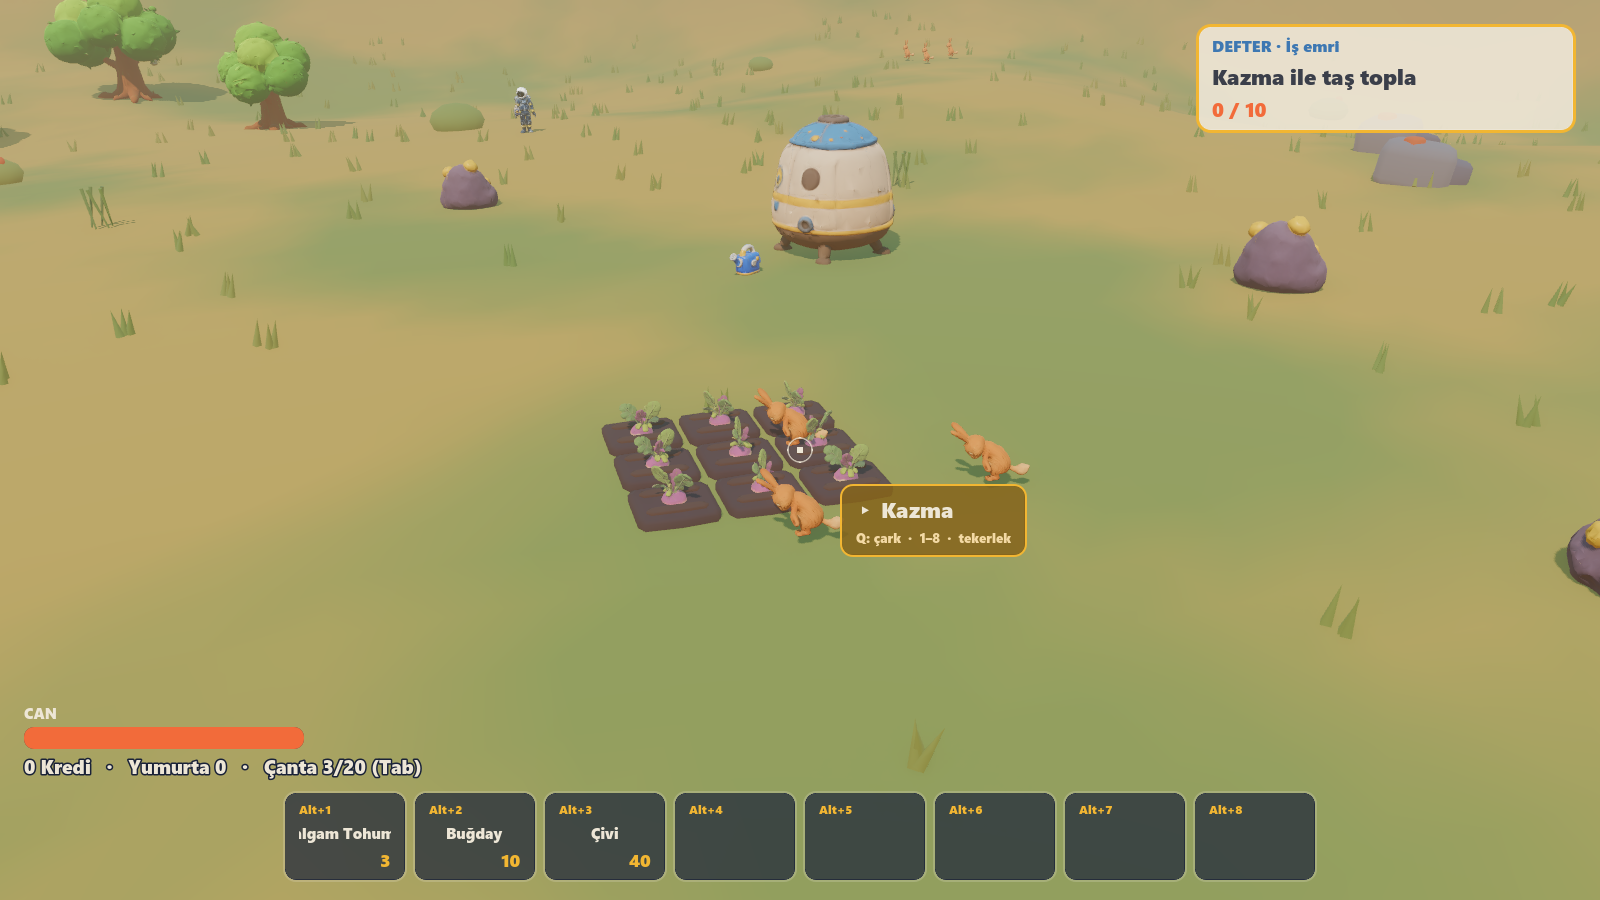 DEFTER · İş emri
Kazma ile taş topla
0 / 10
Kazma
Q: çark · 1–8 · tekerlek
CAN
0 Kredi · Yumurta 0 · Çanta 3/20 (Tab)
Alt+1
lgam Tohum
3
Alt+2
Buğday
10
Alt+3
Çivi
40
Alt+4
Alt+5
Alt+6
Alt+7
Alt+8